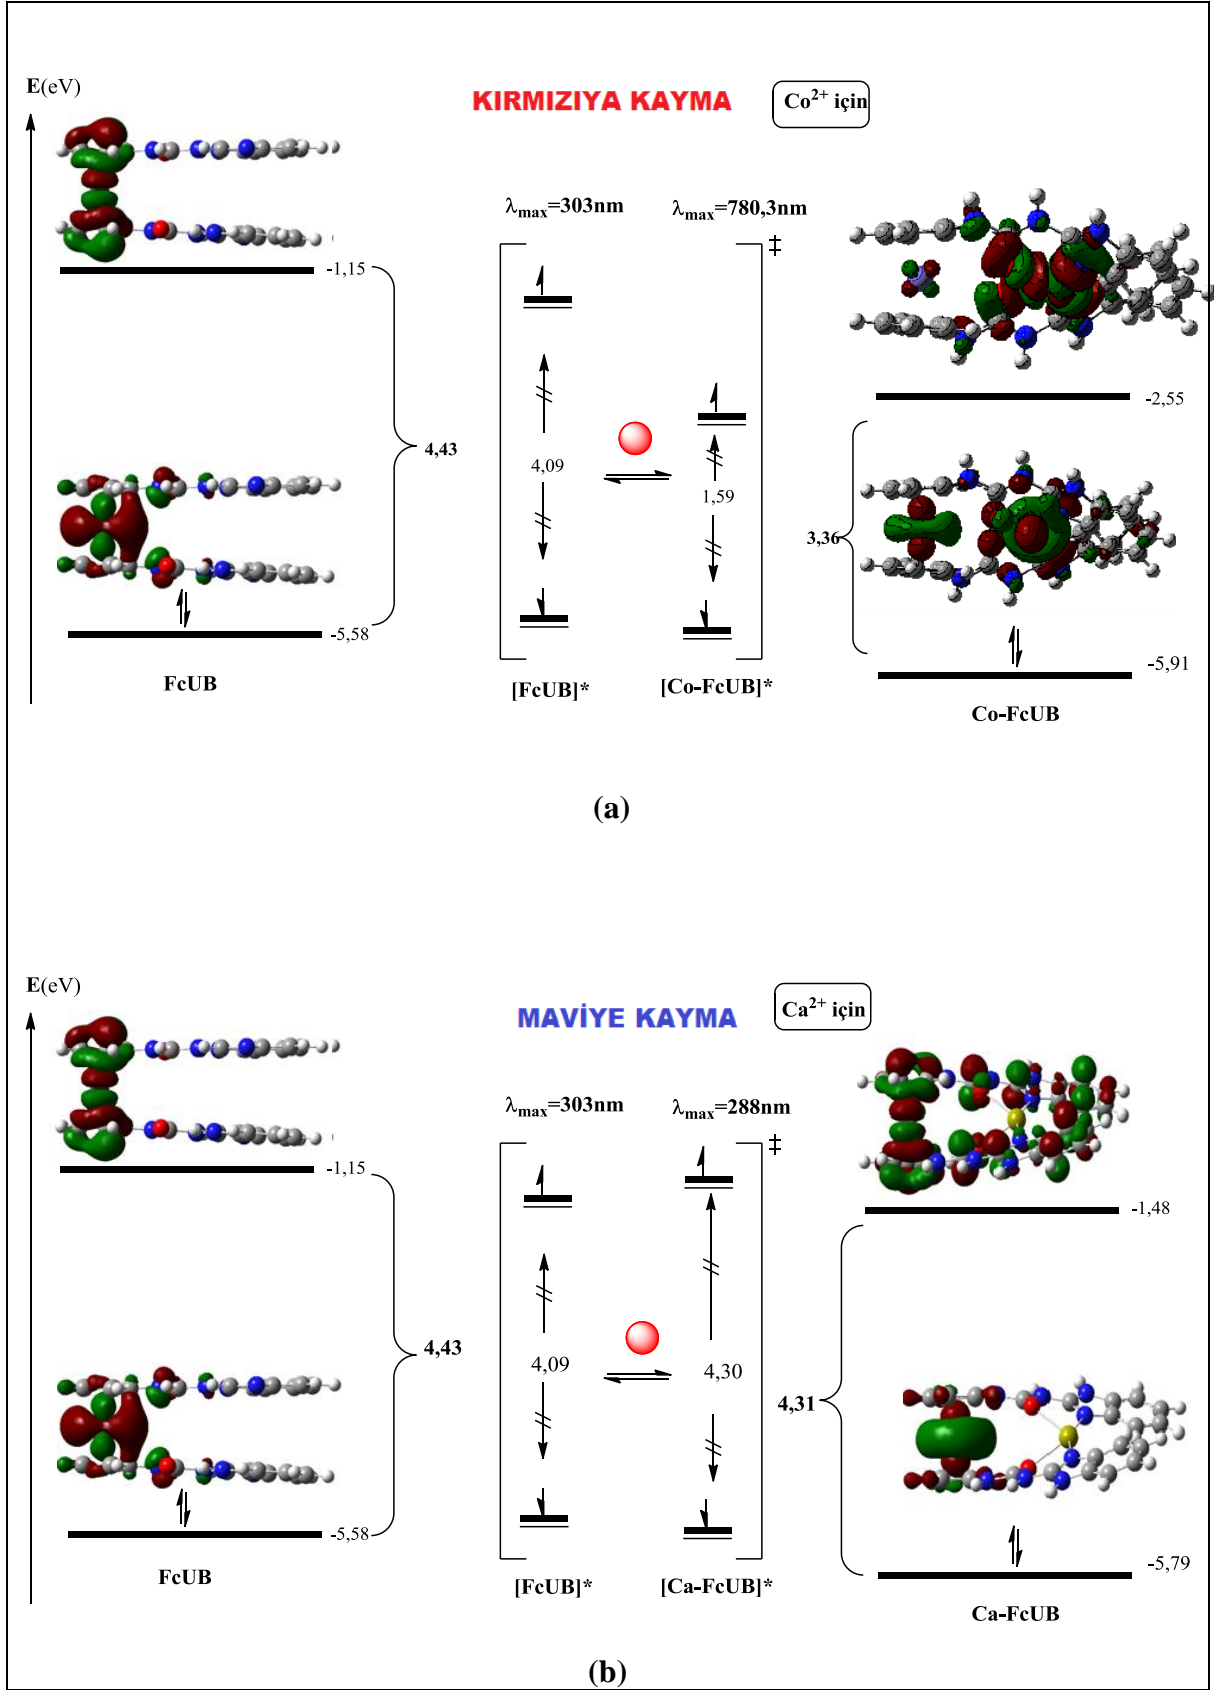 E(eV)
KIRMIZIYA KAYMA
Co2+ için
λmax=303nm
λmax=780,3nm
‡
-1,15
-2,55
4,43
4,09
1,59
3,36
-5,58
-5,91
FcUB
[FcUB]*
[Co-FcUB]*
Co-FcUB
(a)
E(eV)
MAVİYE KAYMA
Ca2+ için
λmax=303nm
λmax=288nm
‡
-1,15
-1,48
4,43
4,09
4,30
4,31
-5,58
-5,79
FcUB
[FcUB]*
[Ca-FcUB]*
Ca-FcUB
(b)